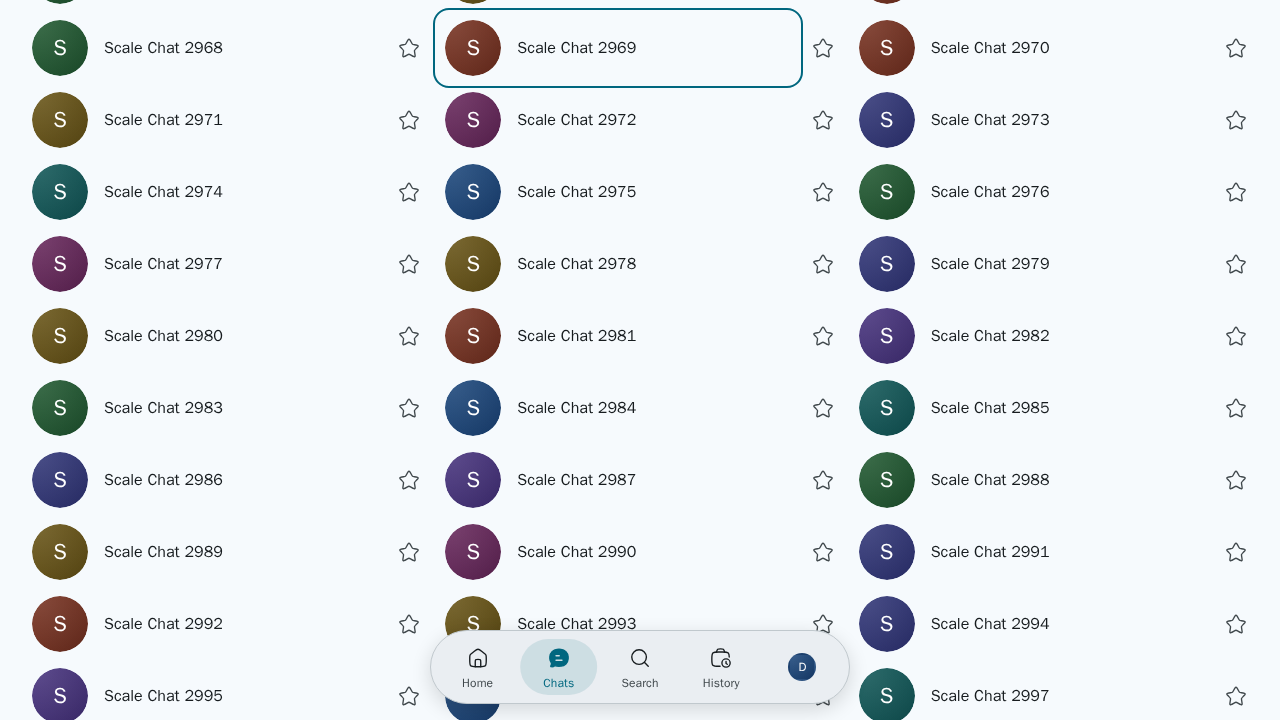 S Scale Chat 2968 S Scale Chat 2969 S Scale Chat 2970
S Scale Chat 2971 S Scale Chat 2972 S Scale Chat 2973
S Scale Chat 2974 S Scale Chat 2975 S Scale Chat 2976
S Scale Chat 2977 S Scale Chat 2978 S Scale Chat 2979
S Scale Chat 2980 S Scale Chat 2981 S Scale Chat 2982
S Scale Chat 2983 S Scale Chat 2984 S Scale Chat 2985
S Scale Chat 2986 S Scale Chat 2987 S Scale Chat 2988
S Scale Chat 2989 S Scale Chat 2990 S Scale Chat 2991
S Scale Chat 2992 S Scale Chat 2993 S Scale Chat 2994
S Scale Chat 2995 S Scale Chat 2997
Home Chats Search History D